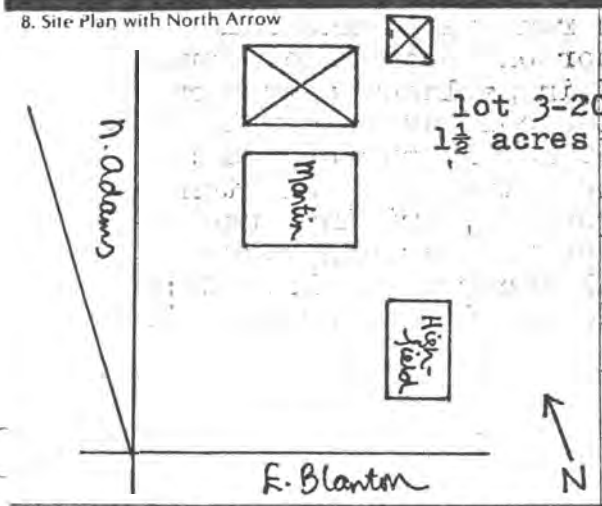 8. Site Plan with North Arrow
lot 3-20
1½ acres
N. Adams
Martin
High-
field
E. Blanton
N